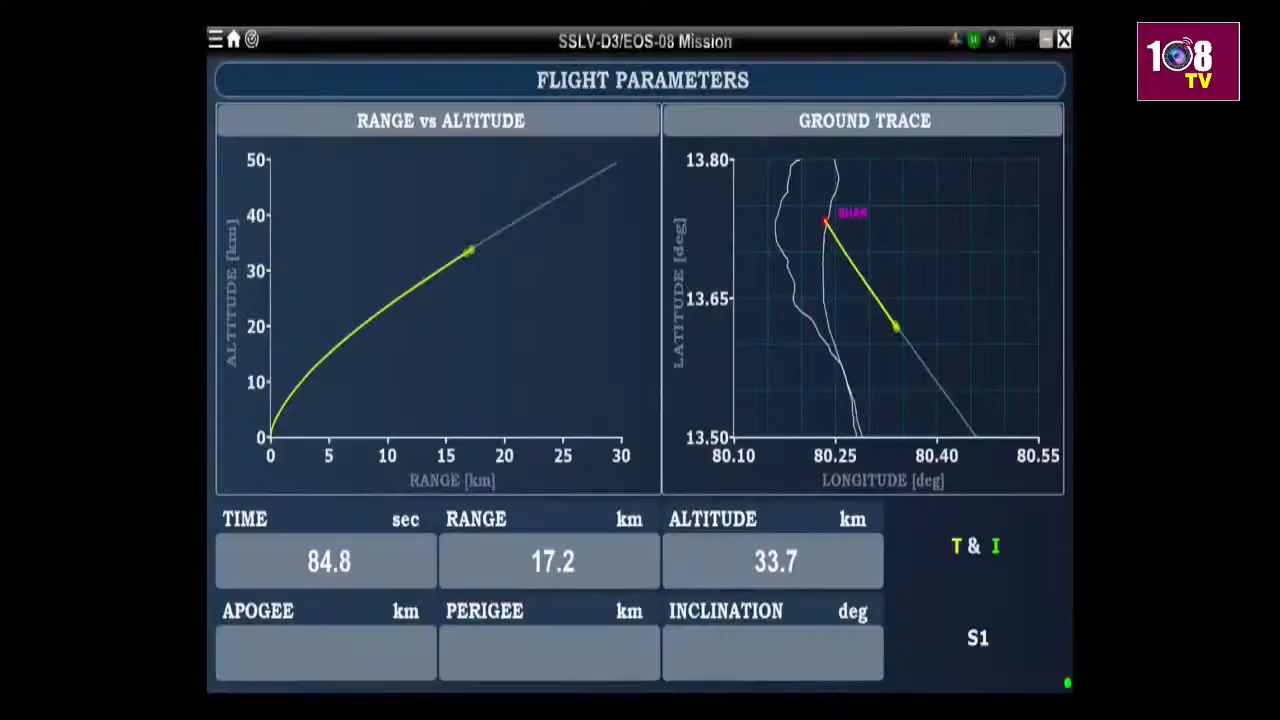 SSLV-D3/EOS-08 Mission
108
TV
FLIGHT PARAMETERS
RANGE vs ALTITUDE
GROUND TRACE
50
40
30
20
10
0
ALTITUDE [km]
0 5 10 15 20 25 30
RANGE [km]
13.80
13.65
13.50
LATITUDE [deg]
SHAR
80.10 80.25 80.40 80.55
LONGITUDE [deg]
TIME sec RANGE km ALTITUDE km
84.8 17.2 33.7
T & I
APOGEE km PERIGEE km INCLINATION deg
S1